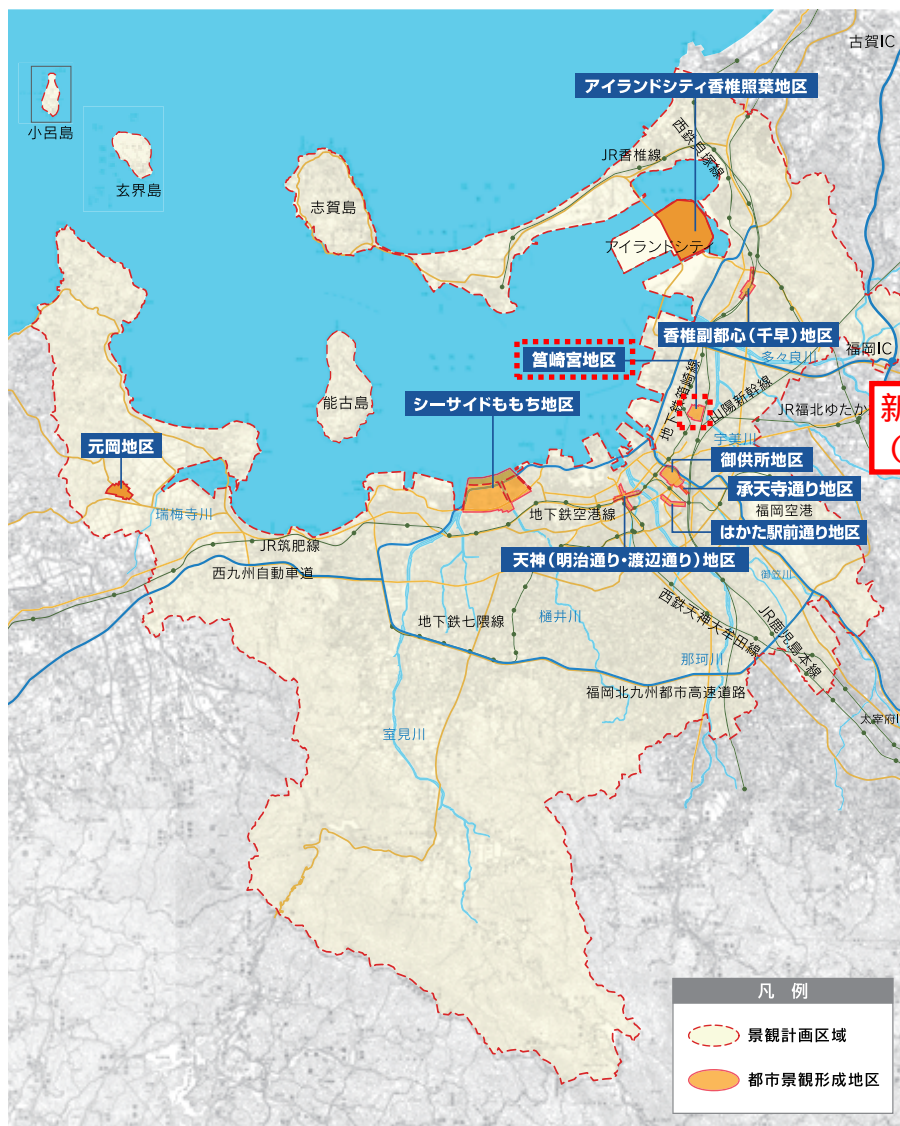 古賀IC
アイランドシティ香椎照葉地区
小呂島
西鉄貝塚線
JR香椎線
玄界島
志賀島
アイランドシティ
香椎副都心(千早)地区
筥崎宮地区
多々良川
福岡IC
地下鉄箱崎線
山陽新幹線
能古島
シーサイドももち地区
JR福北ゆたか
新
(
宇美川
元岡地区
御供所地区
承天寺通り地区
瑞梅寺川
地下鉄空港線
福岡空港
はかた駅前通り地区
JR筑肥線
天神(明治通り・渡辺通り)地区
西九州自動車道
御笠川
西鉄天神大牟田線
JR鹿児島本線
地下鉄七隈線
樋井川
那珂川
福岡北九州都市高速道路
太宰府I
室見川
凡 例
景観計画区域
都市景観形成地区